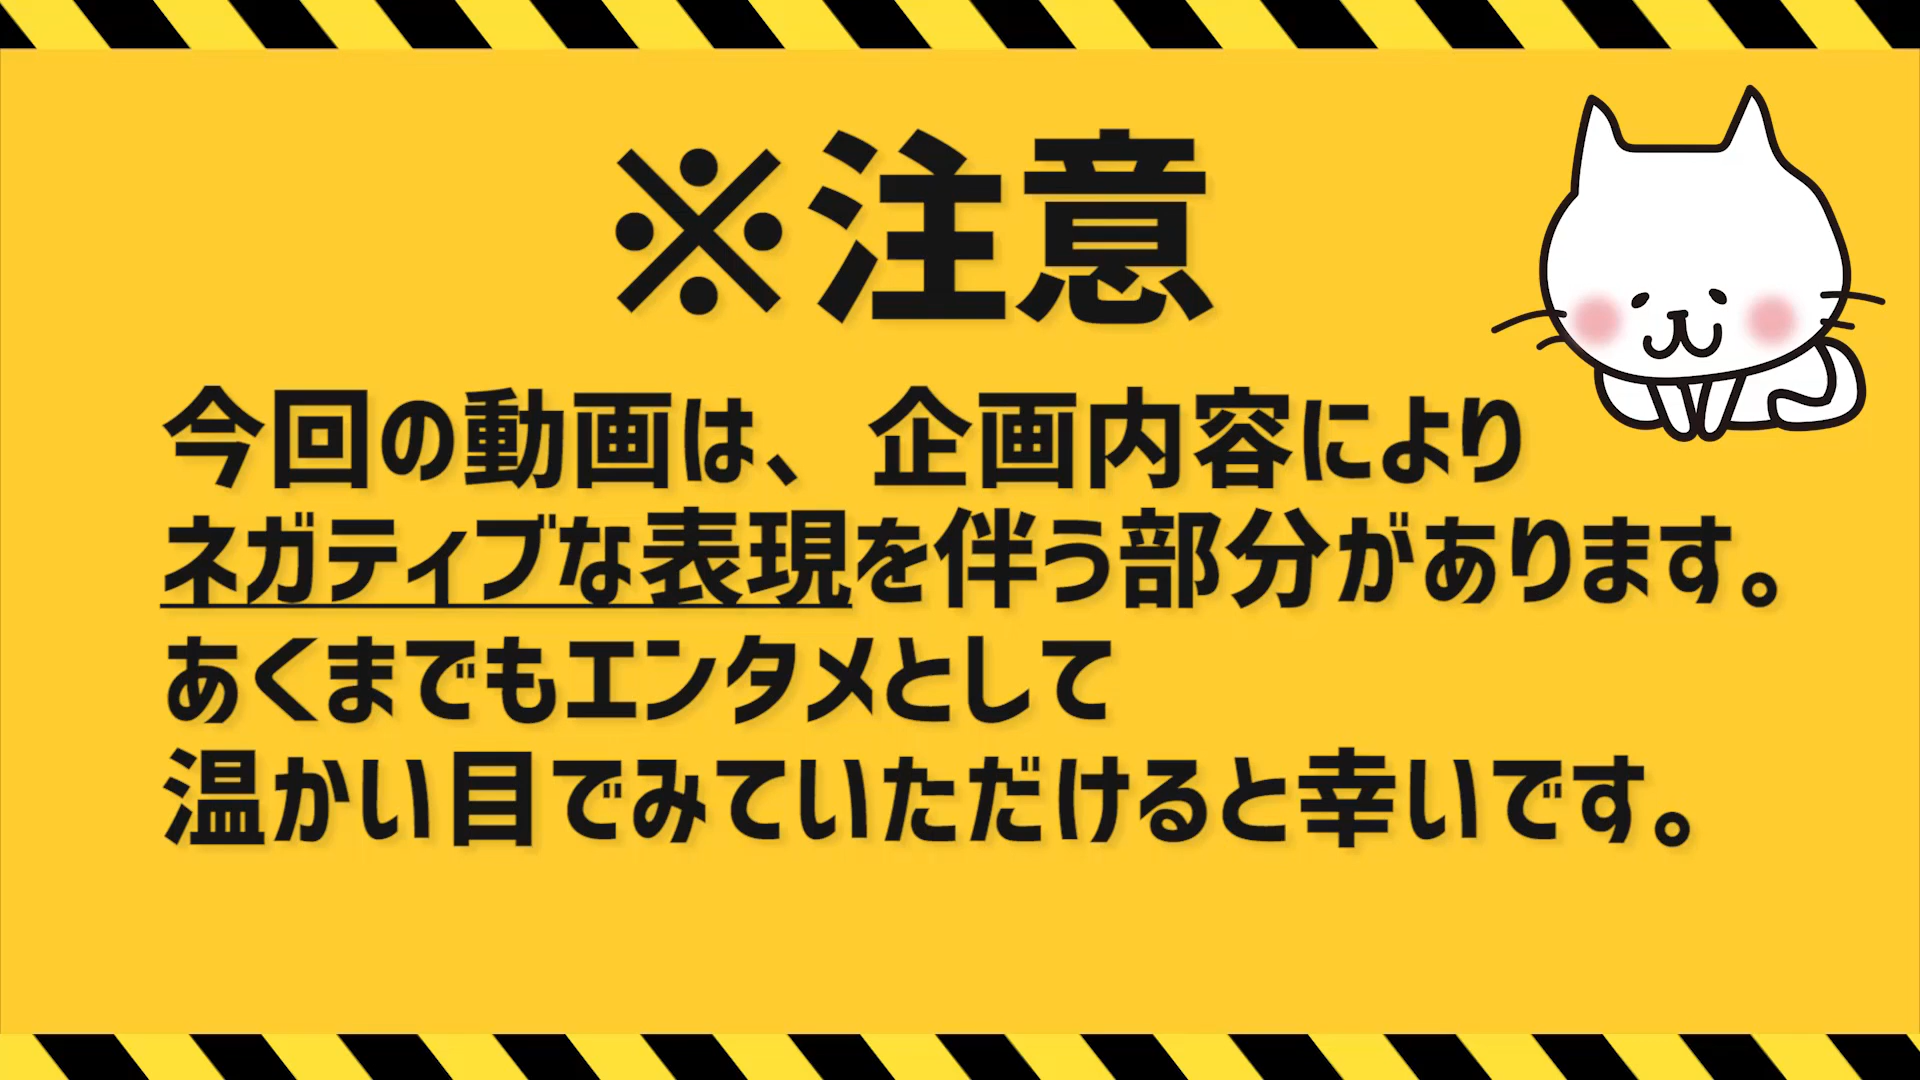 ※注意
今回の動画は、企画内容により
ネガティブな表現を伴う部分があります。
あくまでもエンタメとして
温かい目でみていただけると幸いです。